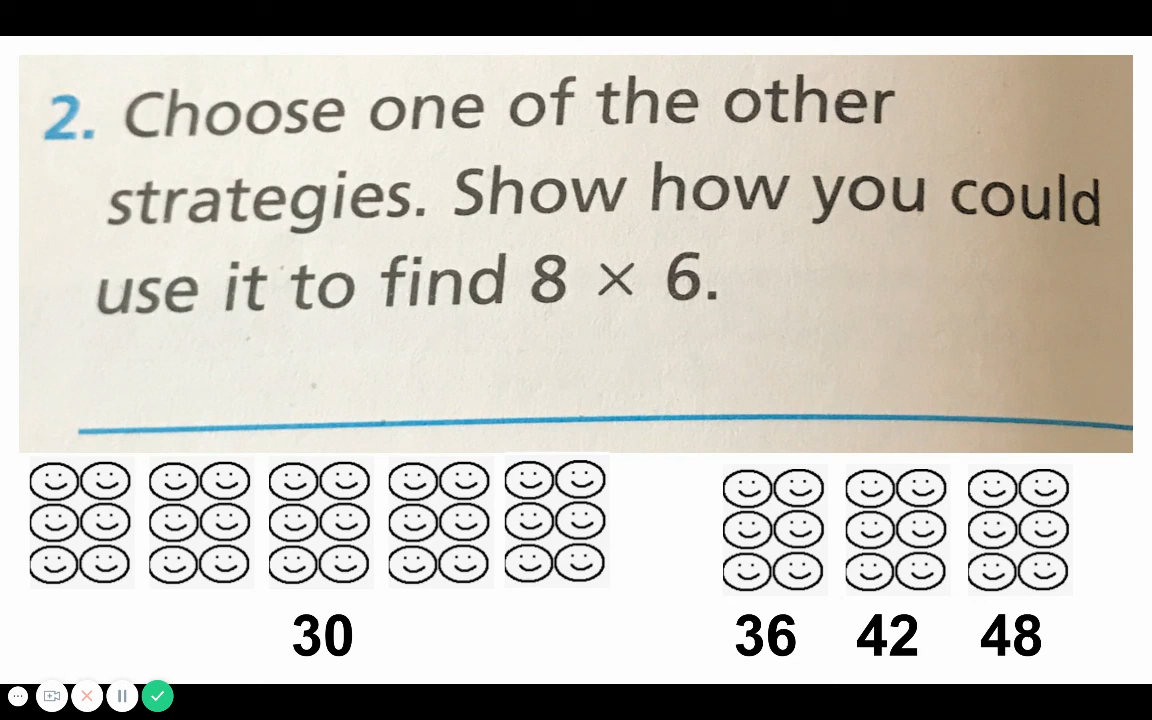 2. Choose one of the other
strategies. Show how you could
use it to find 8 × 6.
30
36 42 48